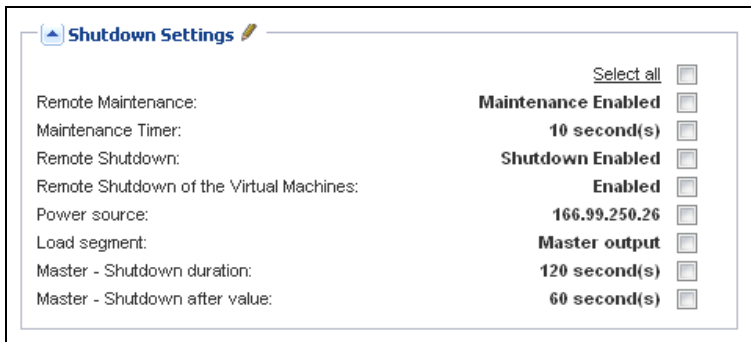 Shutdown Settings
Select all
Remote Maintenance: Maintenance Enabled
Maintenance Timer: 10 second(s)
Remote Shutdown: Shutdown Enabled
Remote Shutdown of the Virtual Machines: Enabled
Power source: 166.99.250.26
Load segment: Master output
Master - Shutdown duration: 120 second(s)
Master - Shutdown after value: 60 second(s)